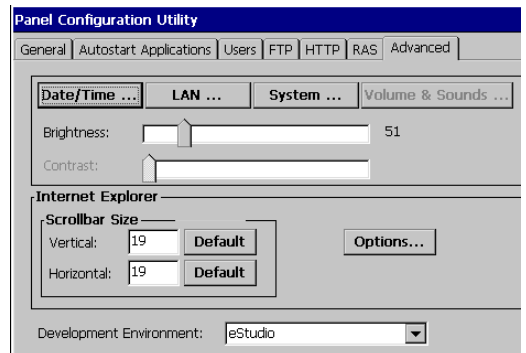 Panel Configuration Utility
General Autostart Applications Users FTP HTTP RAS Advanced
Date/Time ... LAN ... System ... Volume & Sounds ...
Brightness: 51
Contrast:
Internet Explorer
Scrollbar Size
Vertical: 19 Default Options...
Horizontal: 19 Default
Development Environment: eStudio